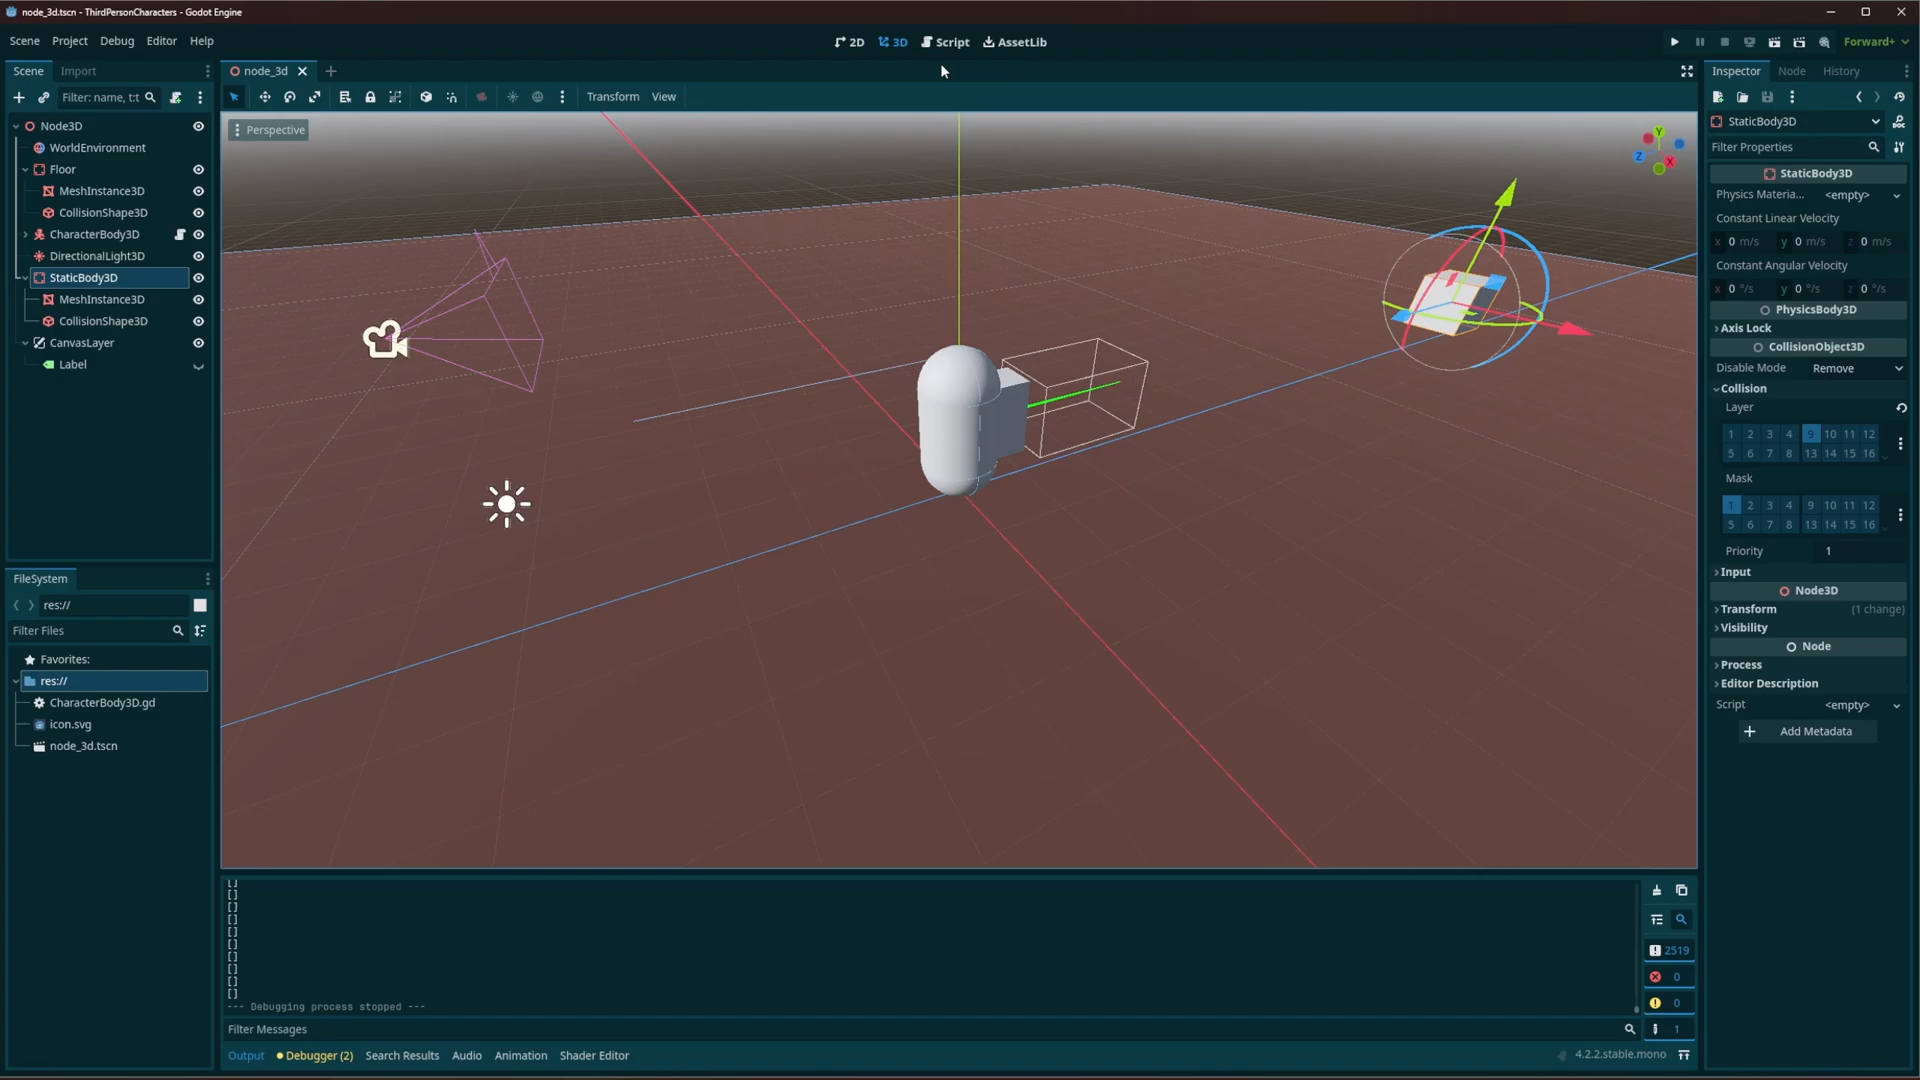 node_3d.tscn - ThirdPersonCharacters - Godot Engine
Scene Project Debug Editor Help
2D 3D Script AssetLib
Forward+
Scene Import
node_3d
Inspector Node History
Filter: name, t:t
Transform View
Perspective
Node3D
WorldEnvironment
Floor
MeshInstance3D
CollisionShape3D
CharacterBody3D
DirectionalLight3D
StaticBody3D
MeshInstance3D
CollisionShape3D
CanvasLayer
Label
Y
Z
X
FileSystem
res://
Filter Files
Favorites:
res://
CharacterBody3D.gd
icon.svg
node_3d.tscn
[]
[]
[]
[]
[]
[]
[]
[]
[]
[]
--- Debugging process stopped ---
Filter Messages
2519
0
0
1
Output Debugger (2) Search Results Audio Animation Shader Editor
4.2.2.stable.mono
StaticBody3D
Filter Properties
StaticBody3D
Physics Materia... <empty>
Constant Linear Velocity
x 0 m/s y 0 m/s z 0 m/s
Constant Angular Velocity
x 0 °/s y 0 °/s z 0 °/s
PhysicsBody3D
Axis Lock
CollisionObject3D
Disable Mode Remove
Collision
Layer
1 2 3 4 9 10 11 12
5 6 7 8 13 14 15 16
Mask
1 2 3 4 9 10 11 12
5 6 7 8 13 14 15 16
Priority 1
Input
Node3D
Transform (1 change)
Visibility
Node
Process
Editor Description
Script <empty>
Add Metadata